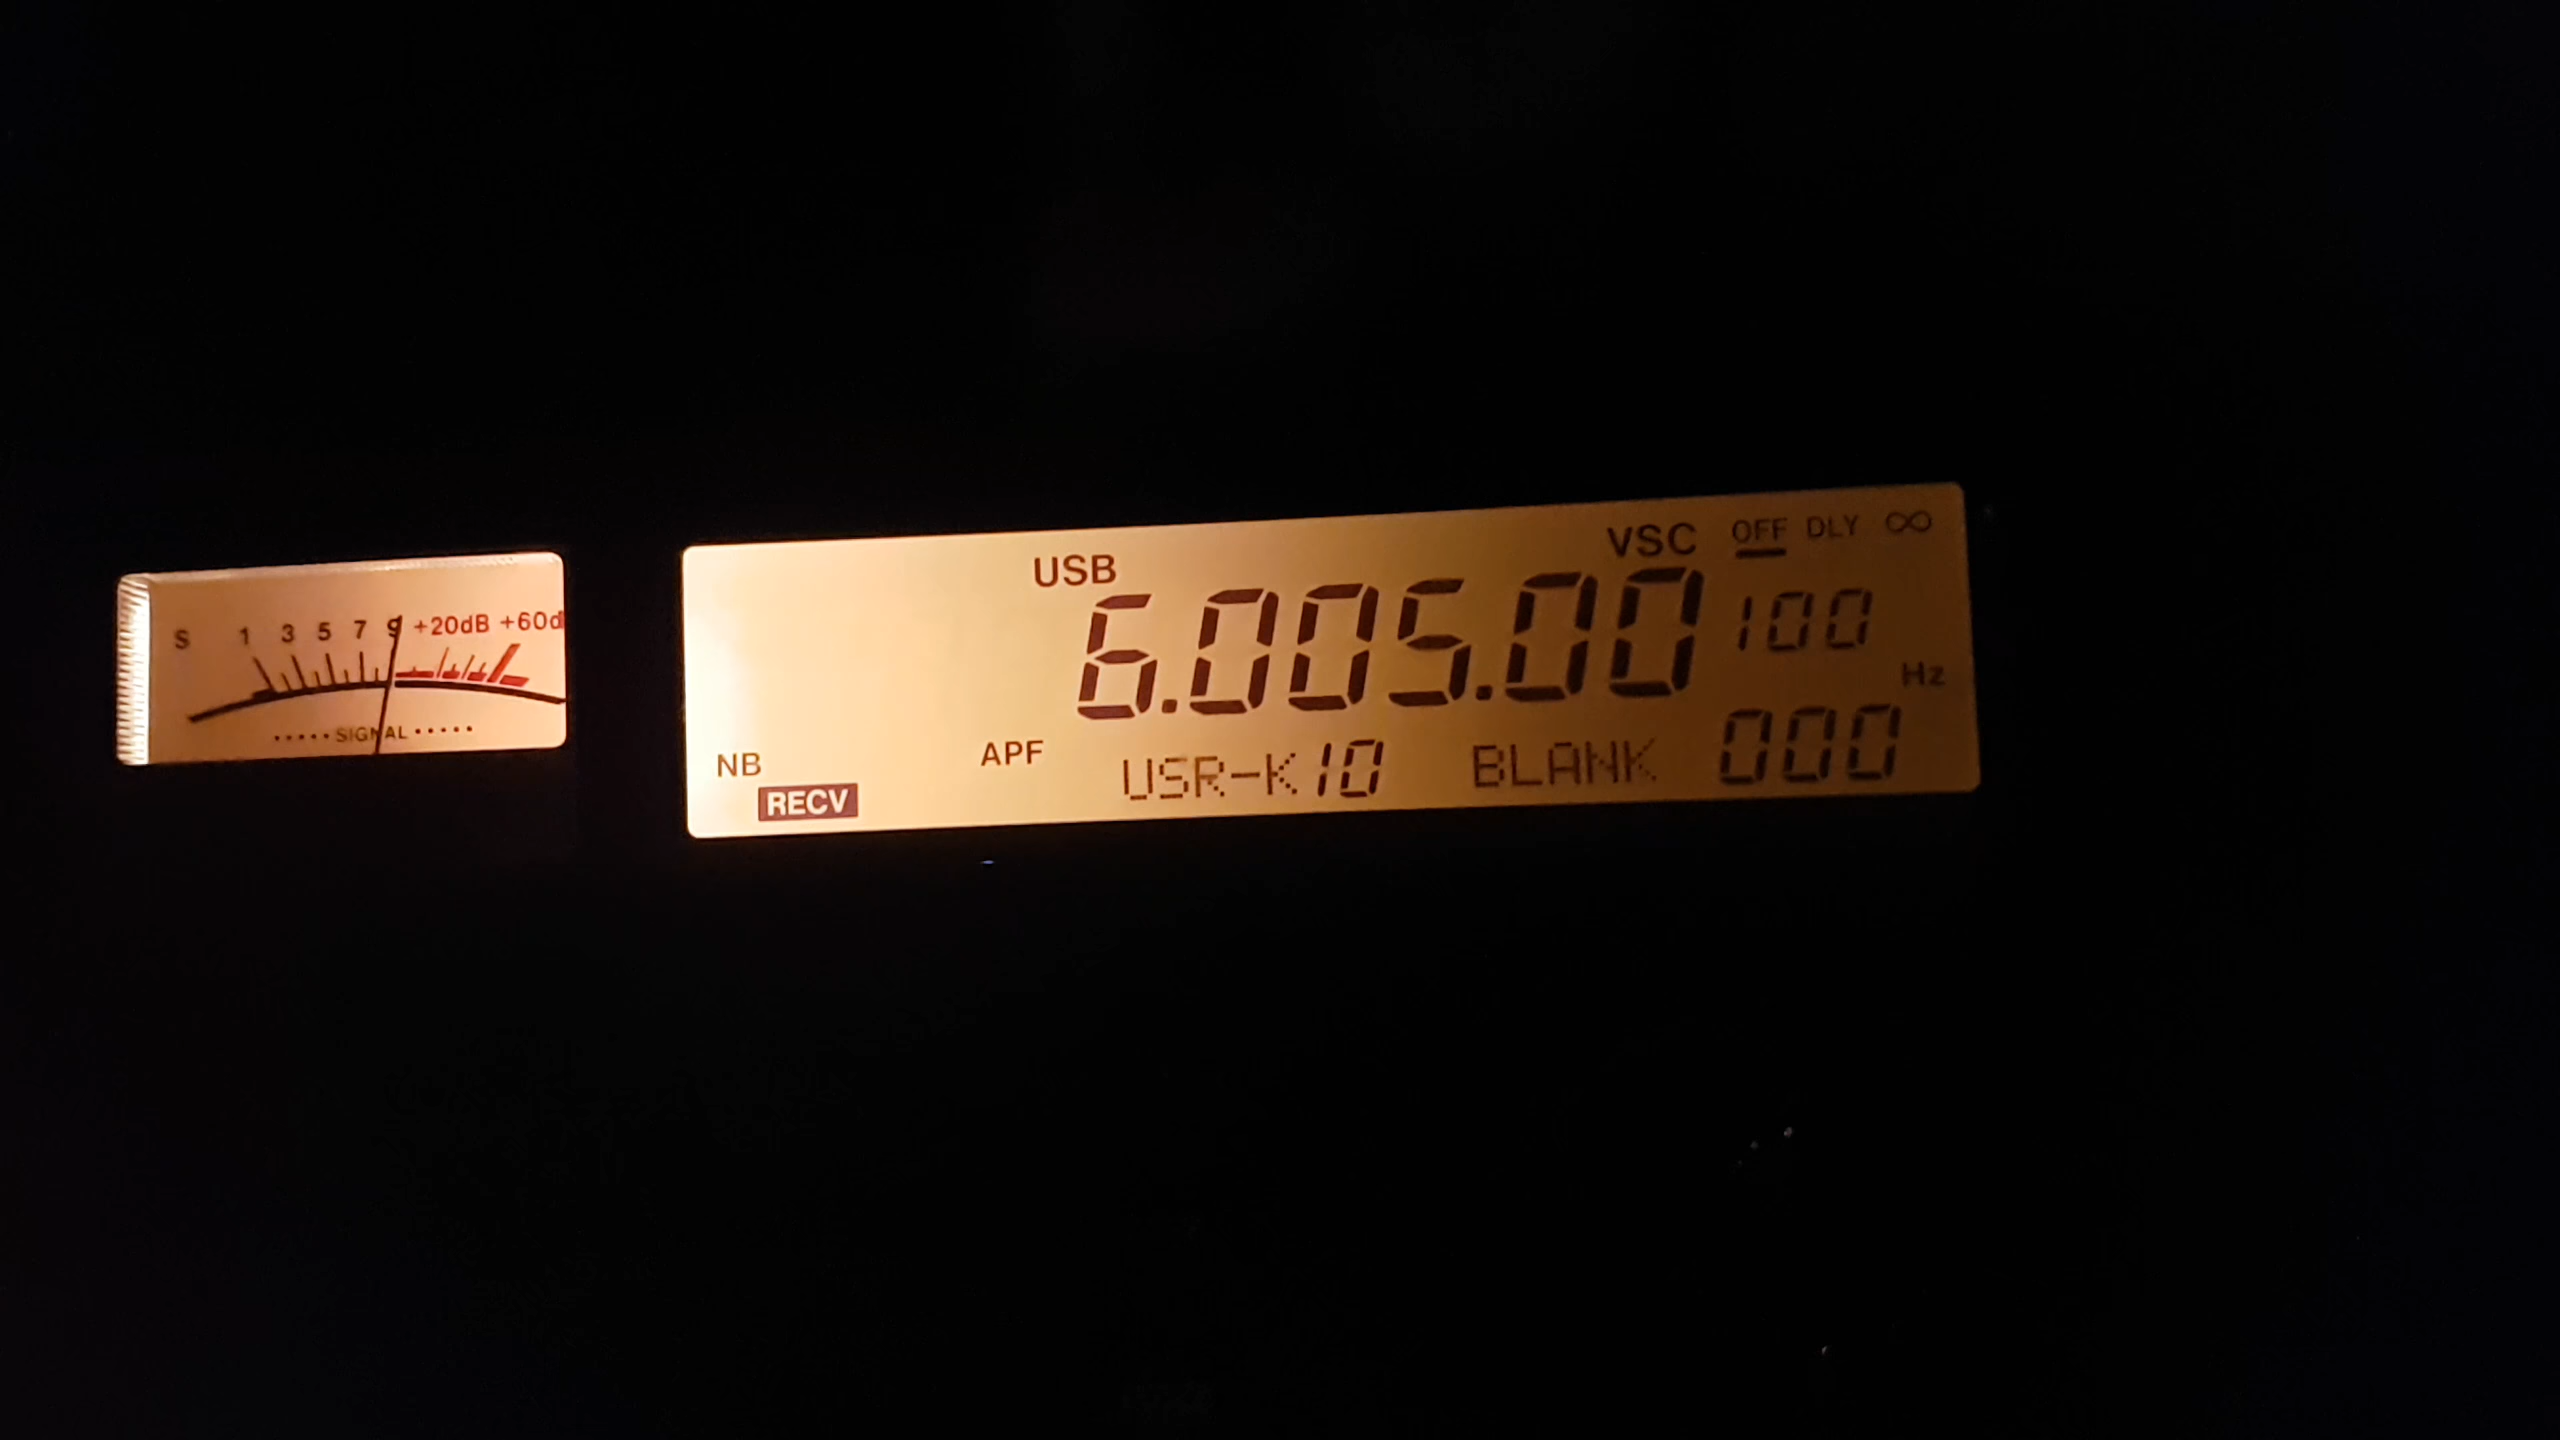 S 1 3 5 7 9 +20dB +60d
SIGNAL
USB VSC OFF DLY ∞
6.005.00 100
Hz
NB APF USR-K10 BLANK 000
RECV